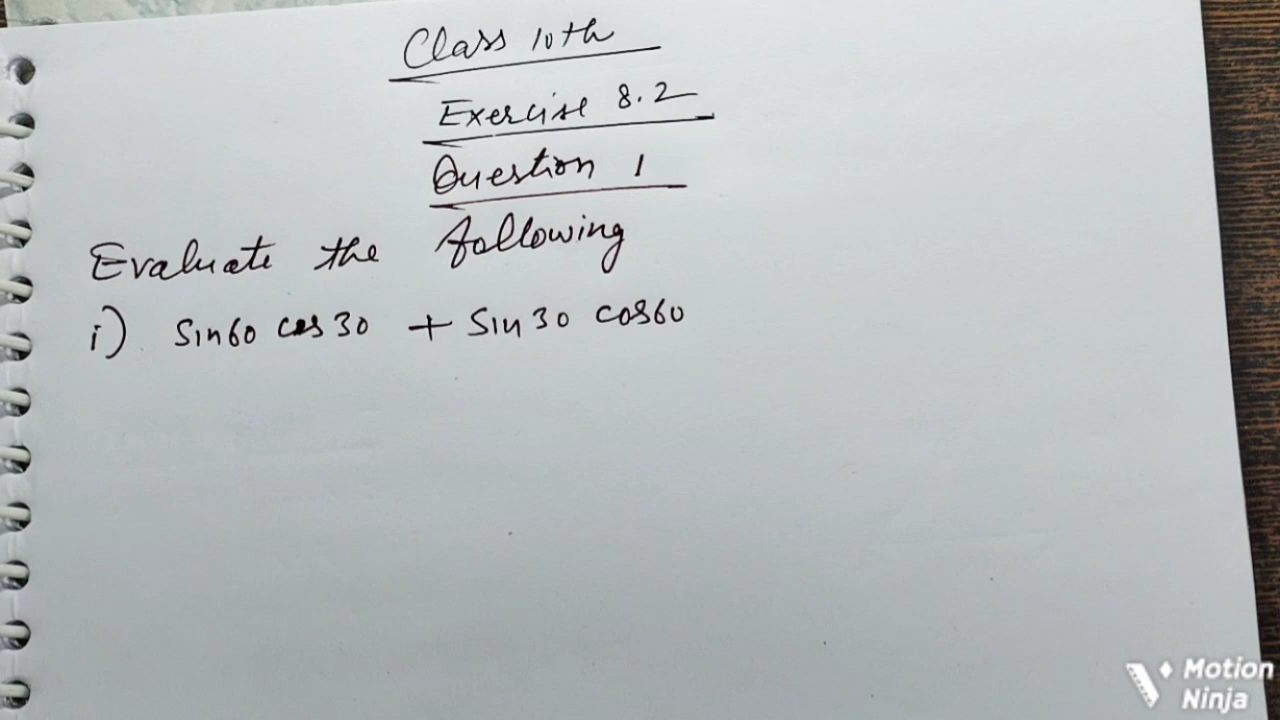 Class 10th
Exercise 8.2
Question 1
Evaluate the following
i) Sin60 cos30 + Sin30 cos60
Motion
Ninja